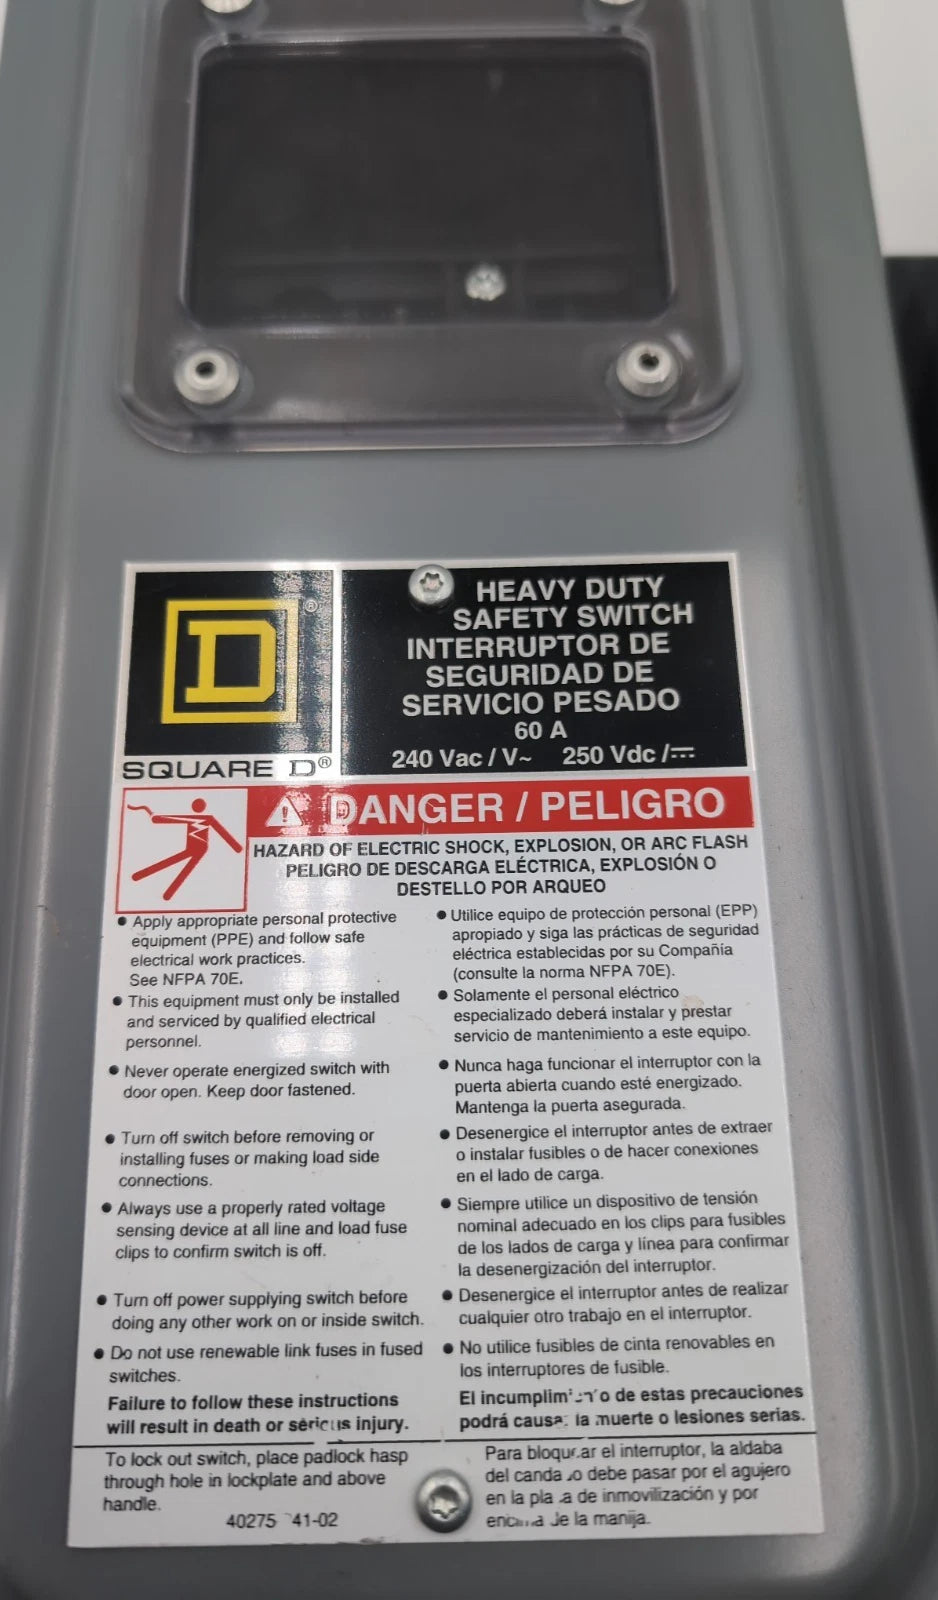 D ®
SQUARE D®
HEAVY DUTY
SAFETY SWITCH
INTERRUPTOR DE
SEGURIDAD DE
SERVICIO PESADO
60 A
240 Vac / V~ 250 Vdc / ⎓
DANGER / PELIGRO
HAZARD OF ELECTRIC SHOCK, EXPLOSION, OR ARC FLASH
PELIGRO DE DESCARGA ELÉCTRICA, EXPLOSIÓN O
DESTELLO POR ARQUEO
● Apply appropriate personal protective
equipment (PPE) and follow safe
electrical work practices.
See NFPA 70E.
● This equipment must only be installed
and serviced by qualified electrical
personnel.
● Never operate energized switch with
door open. Keep door fastened.
● Turn off switch before removing or
installing fuses or making load side
connections.
● Always use a properly rated voltage
sensing device at all line and load fuse
clips to confirm switch is off.
● Turn off power supplying switch before
doing any other work on or inside switch.
● Do not use renewable link fuses in fused
switches.
Failure to follow these instructions
will result in death or serious injury.
To lock out switch, place padlock hasp
through hole in lockplate and above
handle.
40275 41-02
● Utilice equipo de protección personal (EPP)
apropiado y siga las prácticas de seguridad
eléctrica establecidas por su Compañía
(consulte la norma NFPA 70E).
● Solamente el personal eléctrico
especializado deberá instalar y prestar
servicio de mantenimiento a este equipo.
● Nunca haga funcionar el interruptor con la
puerta abierta cuando esté energizado.
Mantenga la puerta asegurada.
● Desenergice el interruptor antes de extraer
o instalar fusibles o de hacer conexiones
en el lado de carga.
● Siempre utilice un dispositivo de tensión
nominal adecuado en los clips para fusibles
de los lados de carga y línea para confirmar
la desenergización del interruptor.
● Desenergice el interruptor antes de realizar
cualquier otro trabajo en el interruptor.
● No utilice fusibles de cinta renovables en
los interruptores de fusible.
El incumplimiento de estas precauciones
podrá causar la muerte o lesiones serias.
Para bloquear el interruptor, la aldaba
del candado debe pasar por el agujero
en la placa de inmovilización y por
encima de la manija.